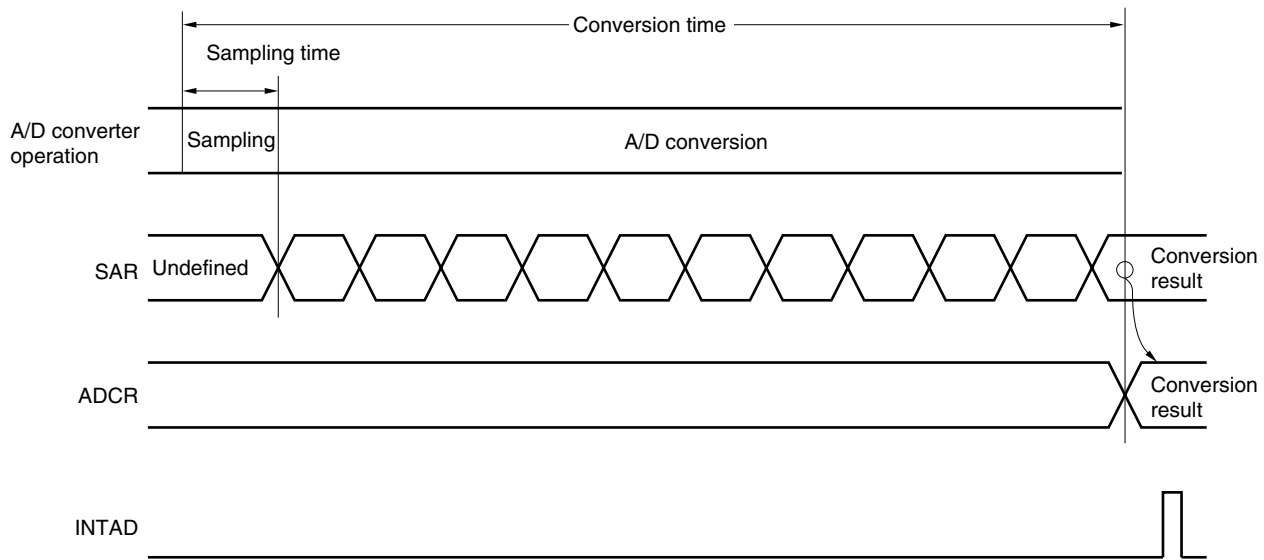 Conversion time
Sampling time
A/D converter
operation
Sampling
A/D conversion
SAR
Undefined
Conversion
result
ADCR
Conversion
result
INTAD